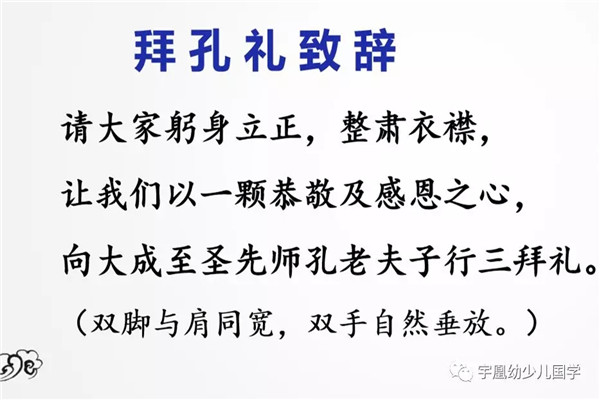 拜孔礼致辞
请大家躬身立正，整肃衣襟，
让我们以一颗恭敬及感恩之心，
向大成至圣先师孔老夫子行三拜礼。
（双脚与肩同宽，双手自然垂放。）
宇凰幼少儿国学